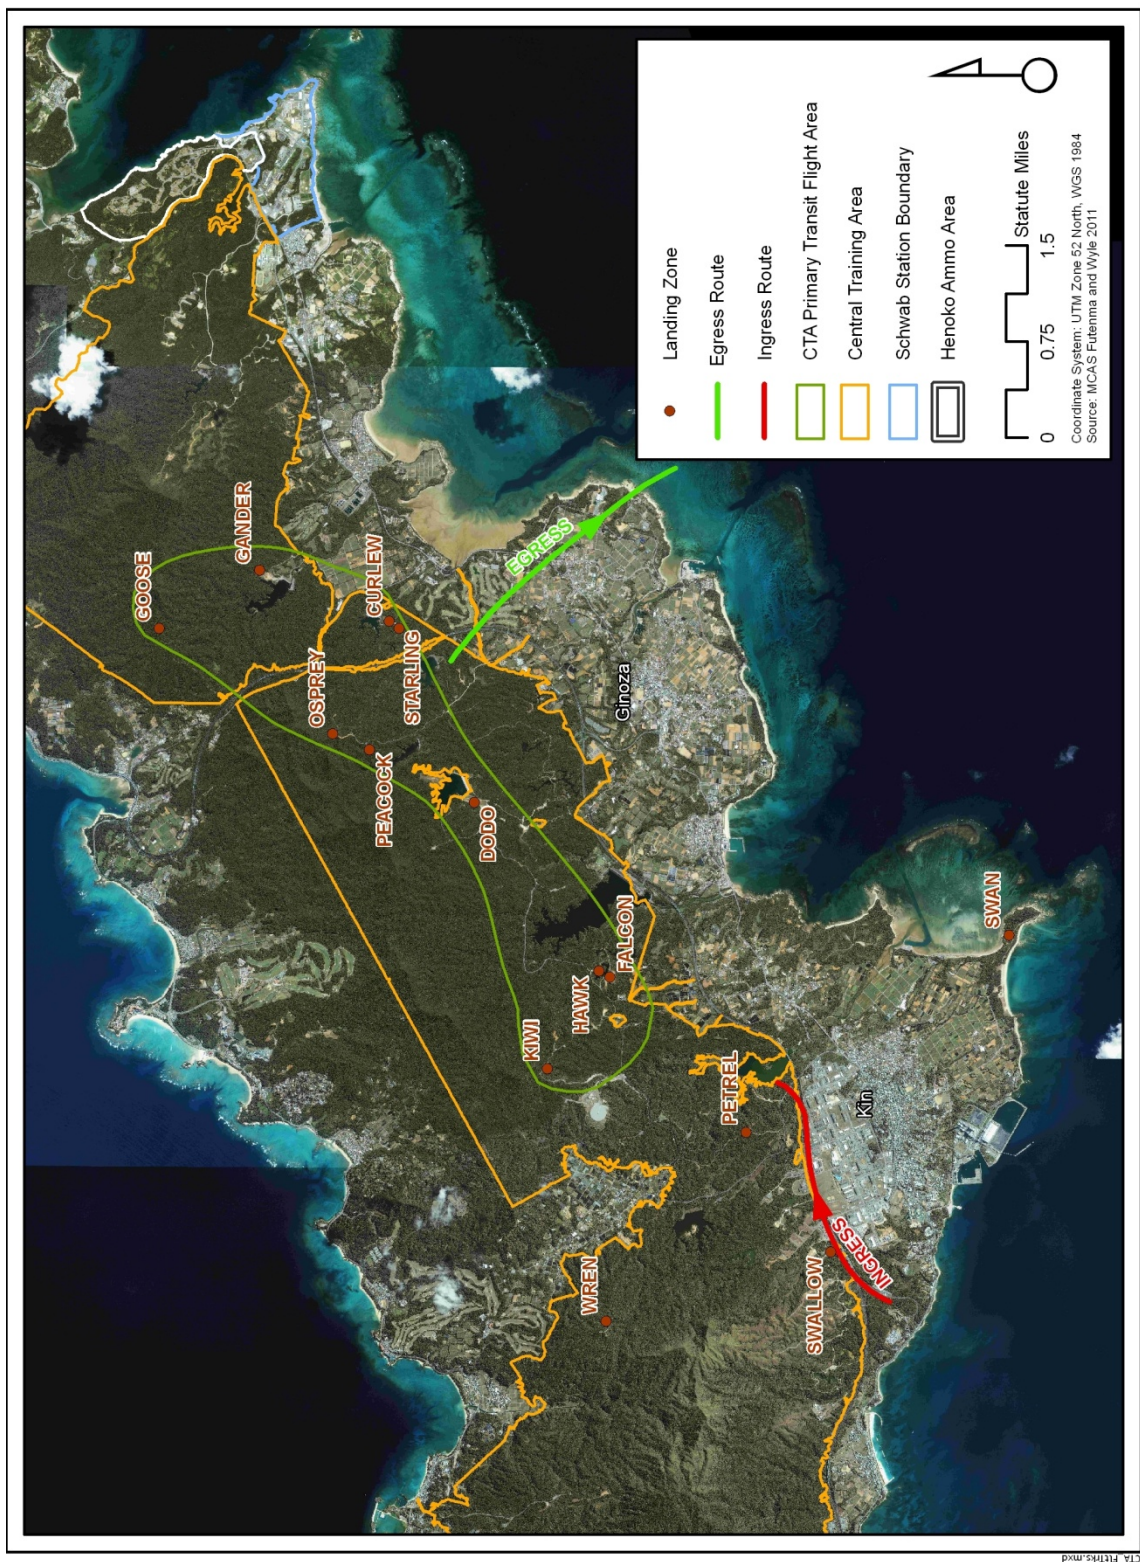 GOOSE
GANDER
OSPREY
CURLEW
STARLING
PEACOCK
DODO
EGRESS
Ginoza
KIWI
HAWK
FALCON
SWAN
PETREL
Kin
WREN
SWALLOW
INGRESS
Landing Zone
Egress Route
Ingress Route
CTA Primary Transit Flight Area
Central Training Area
Schwab Station Boundary
Henoko Ammo Area
0 0.75 1.5
Statute Miles
Coordinate System: UTM Zone 52 North, WGS 1984
Source: MCAS Futenma and Wyle 2011